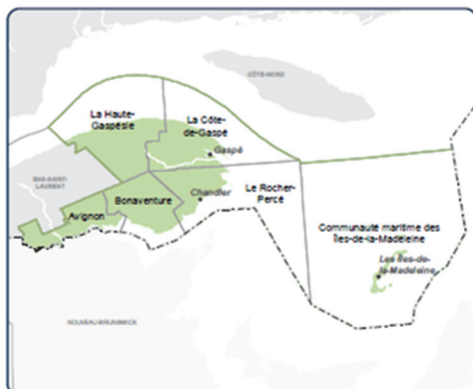 CÔTE-NORD
La Haute-
Gaspésie
La Côte-
de-Gaspé
Gaspé
BAS-SAINT-
LAURENT
Avignon
Bonaventure
Chandler
Le Rocher-
Percé
Communauté maritime des
Îles-de-la-Madeleine
Les Îles-de-
la-Madeleine
NOUVEAU-BRUNSWICK